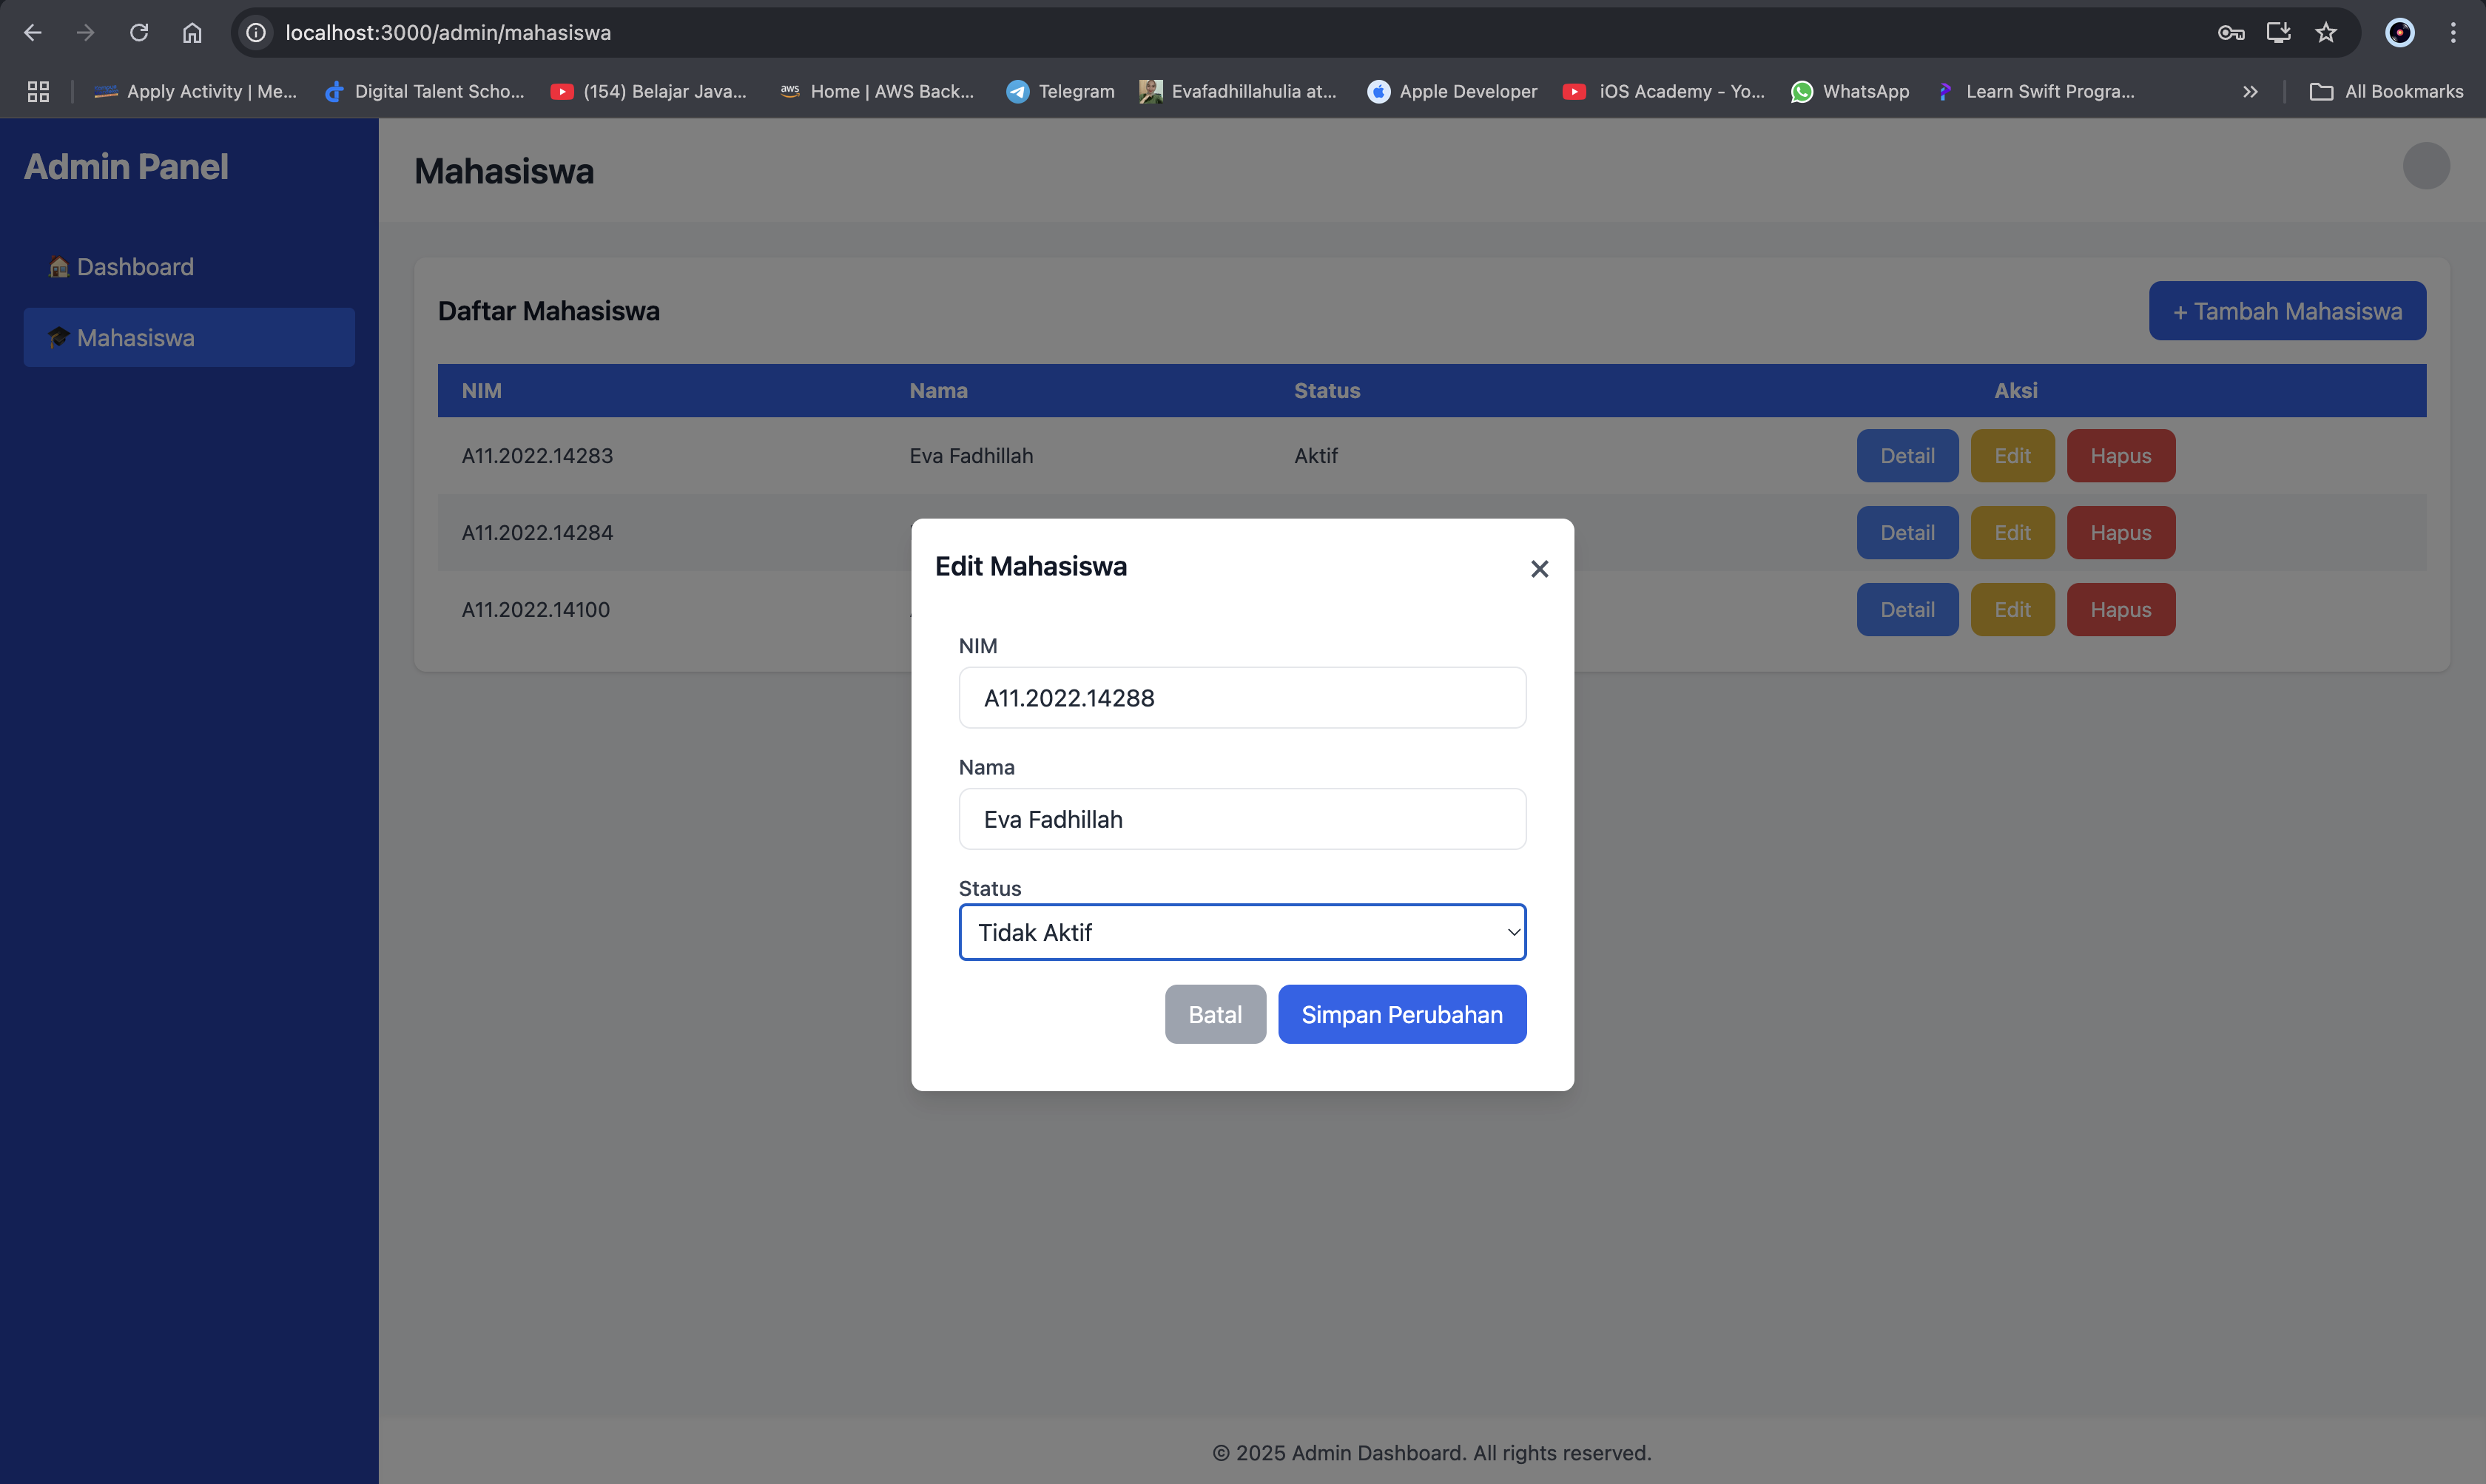 localhost:3000/admin/mahasiswa
Apply Activity | Me...
Digital Talent Scho...
(154) Belajar Java...
aws
Home | AWS Back...
Telegram
Evafadhillahulia at...
Apple Developer
iOS Academy - Yo...
WhatsApp
Learn Swift Progra...
All Bookmarks
Admin Panel
Dashboard
Mahasiswa
Mahasiswa
Daftar Mahasiswa
+ Tambah Mahasiswa
NIM Nama Status Aksi
A11.2022.14283 Eva Fadhillah Aktif Detail Edit Hapus
A11.2022.14284 Detail Edit Hapus
A11.2022.14100 Detail Edit Hapus
Edit Mahasiswa
NIM
A11.2022.14288
Nama
Eva Fadhillah
Status
Tidak Aktif
Batal Simpan Perubahan
© 2025 Admin Dashboard. All rights reserved.